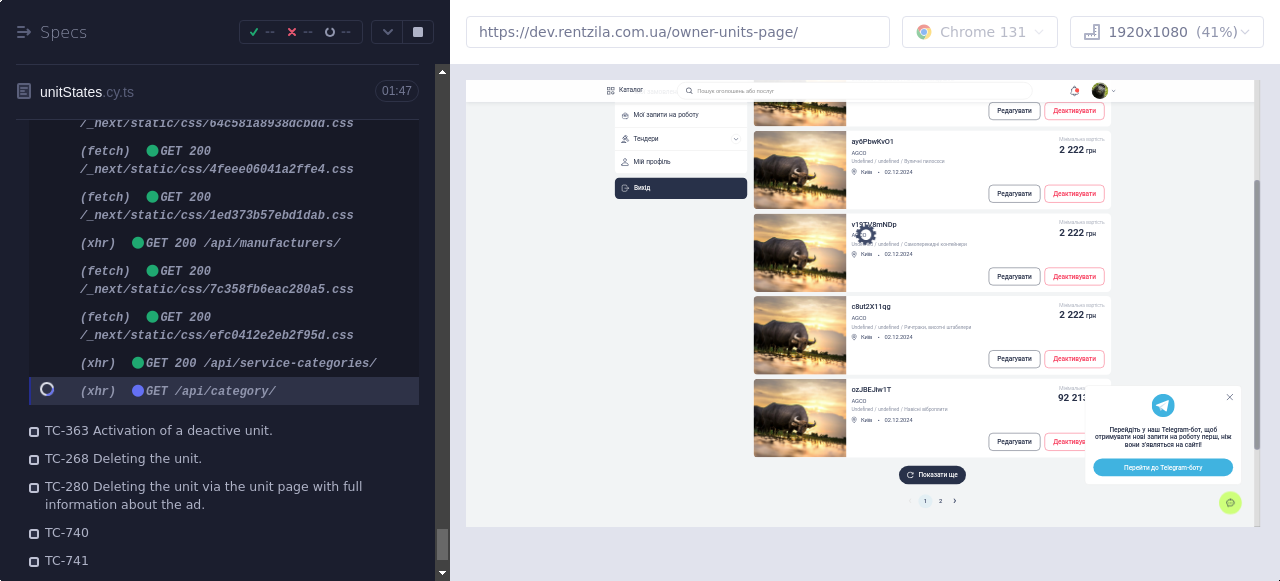 Specs
--
--
--
https://dev.rentzila.com.ua/owner-units-page/
Chrome 131
1920x1080 (41%)
unitStates.cy.ts
01:47
/_next/static/css/64c581a8938dcbdd.css
(fetch) GET 200
/_next/static/css/4feee06041a2ffe4.css
(fetch) GET 200
/_next/static/css/1ed373b57ebd1dab.css
(xhr) GET 200 /api/manufacturers/
(fetch) GET 200
/_next/static/css/7c358fb6eac280a5.css
(fetch) GET 200
/_next/static/css/efc0412e2eb2f95d.css
(xhr) GET 200 /api/service-categories/
(xhr) GET /api/category/
TC-363 Activation of a deactive unit.
TC-268 Deleting the unit.
TC-280 Deleting the unit via the unit page with full
information about the ad.
TC-740
TC-741
Каталог
Пошук оголошень або послуг
Мої запити на роботу
Тендери
Мій профіль
Вихід
Редагувати
Деактивувати
ay6PbwKvO1
AGCO
Undefined / undefined / Вуличні пилососи
Київ • 02.12.2024
Мінімальна вартість
2 222 грн
Редагувати
Деактивувати
AGCO
Undefined / undefined / Самоперекидні контейнери
Київ • 02.12.2024
Мінімальна вартість
2 222 грн
Редагувати
Деактивувати
c8ut2X11qg
AGCO
Undefined / undefined / Річтраки, висотні штабелери
Київ • 02.12.2024
Мінімальна вартість
2 222 грн
Редагувати
Деактивувати
ozJBEJIw1T
AGCO
Undefined / undefined / Навісні віброплити
Київ • 02.12.2024
92 213
Редагувати
Показати ще
1
2
Перейдіть у наш Telegram-бот, щоб
отримувати нові запити на роботу перш, ніж
вони з'являться на сайті!
Перейти до Telegram-боту